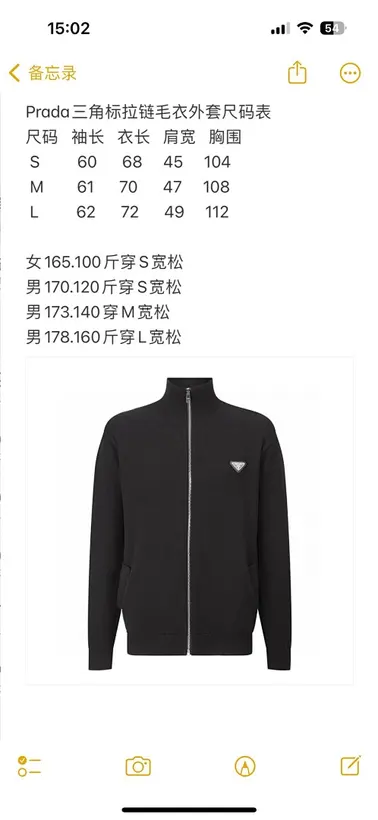 15:02
54
备忘录
Prada三角标拉链毛衣外套尺码表
尺码 袖长 衣长 肩宽 胸围
S 60 68 45 104
M 61 70 47 108
L 62 72 49 112
女165.100斤穿S宽松
男170.120斤穿S宽松
男173.140穿M宽松
男178.160斤穿L宽松